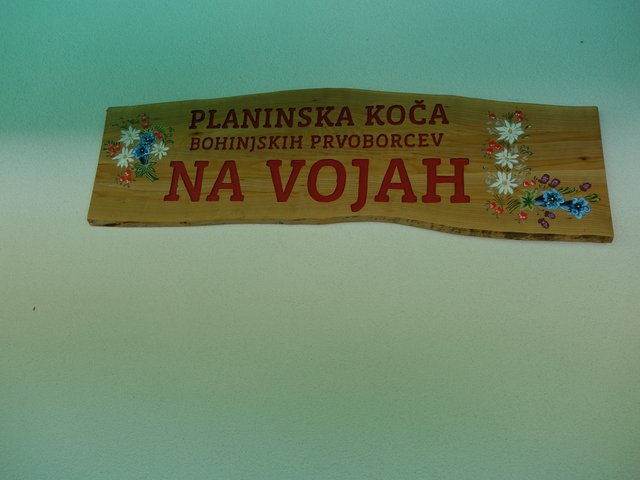 PLANINSKA KOČA
BOHINJSKIH PRVOBORCEV
NA VOJAH